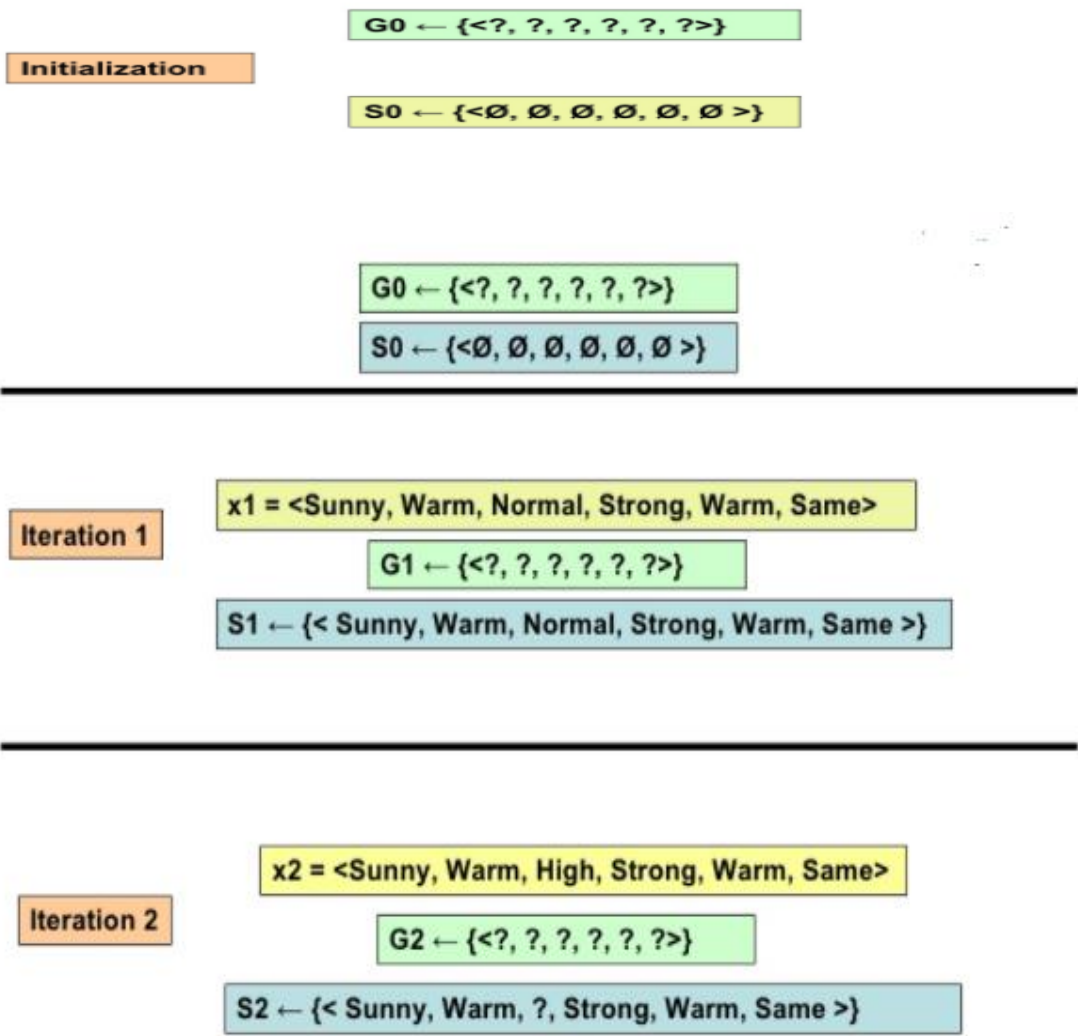 G0 ← {<?, ?, ?, ?, ?, ?>}
Initialization
S0 ← {<Ø, Ø, Ø, Ø, Ø, Ø >}
G0 ← {<?, ?, ?, ?, ?, ?>}
S0 ← {<Ø, Ø, Ø, Ø, Ø, Ø >}
x1 = <Sunny, Warm, Normal, Strong, Warm, Same>
Iteration 1
G1 ← {<?, ?, ?, ?, ?, ?>}
S1 ← {< Sunny, Warm, Normal, Strong, Warm, Same >}
x2 = <Sunny, Warm, High, Strong, Warm, Same>
Iteration 2
G2 ← {<?, ?, ?, ?, ?, ?>}
S2 ← {< Sunny, Warm, ?, Strong, Warm, Same >}